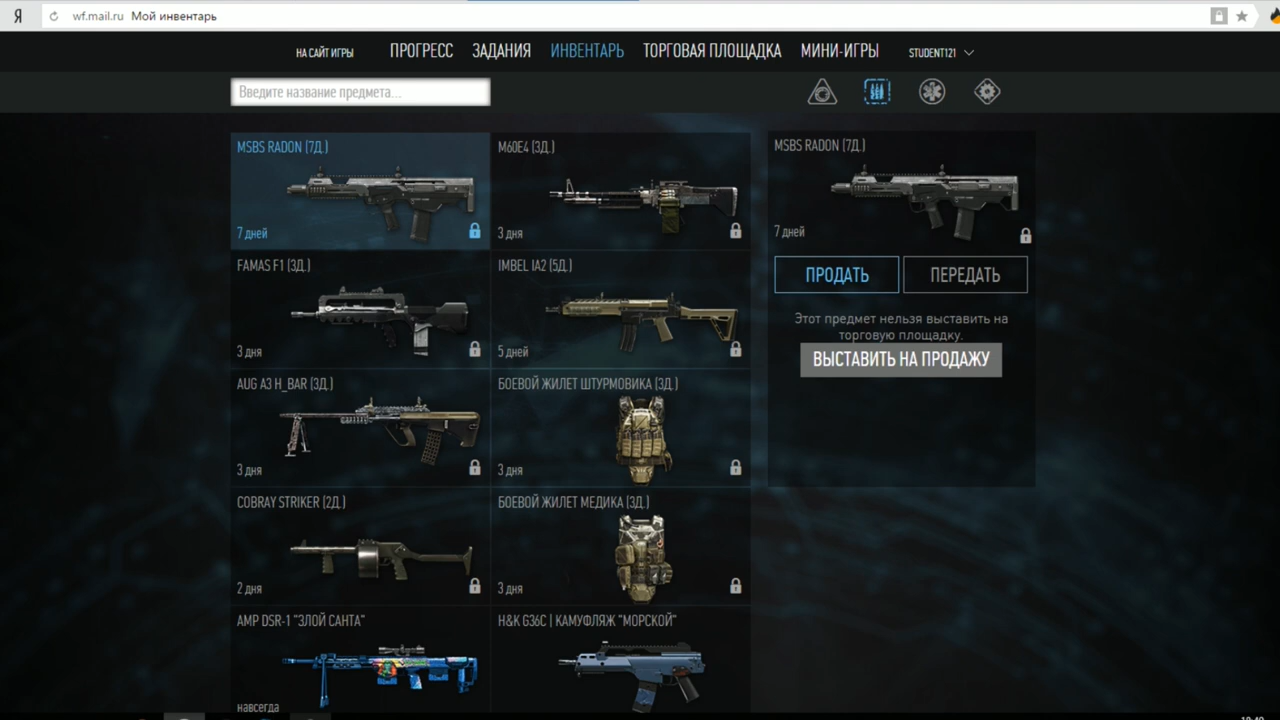 Я wf.mail.ru Мой инвентарь
НА САЙТ ИГРЫ ПРОГРЕСС ЗАДАНИЯ ИНВЕНТАРЬ ТОРГОВАЯ ПЛОЩАДКА МИНИ-ИГРЫ STUDENT121
Введите название предмета...
MSBS RADON (7Д.)
7 дней
M60E4 (3Д.)
3 дня
MSBS RADON (7Д.)
7 дней
ПРОДАТЬ ПЕРЕДАТЬ
Этот предмет нельзя выставить на
торговую площадку.
ВЫСТАВИТЬ НА ПРОДАЖУ
FAMAS F1 (3Д.)
3 дня
IMBEL IA2 (5Д.)
5 дней
AUG A3 H_BAR (3Д.)
3 дня
БОЕВОЙ ЖИЛЕТ ШТУРМОВИКА (3Д.)
3 дня
COBRAY STRIKER (2Д.)
2 дня
БОЕВОЙ ЖИЛЕТ МЕДИКА (3Д.)
3 дня
AMP DSR-1 "ЗЛОЙ САНТА"
навсегда
H&K G36C | КАМУФЛЯЖ "МОРСКОЙ"